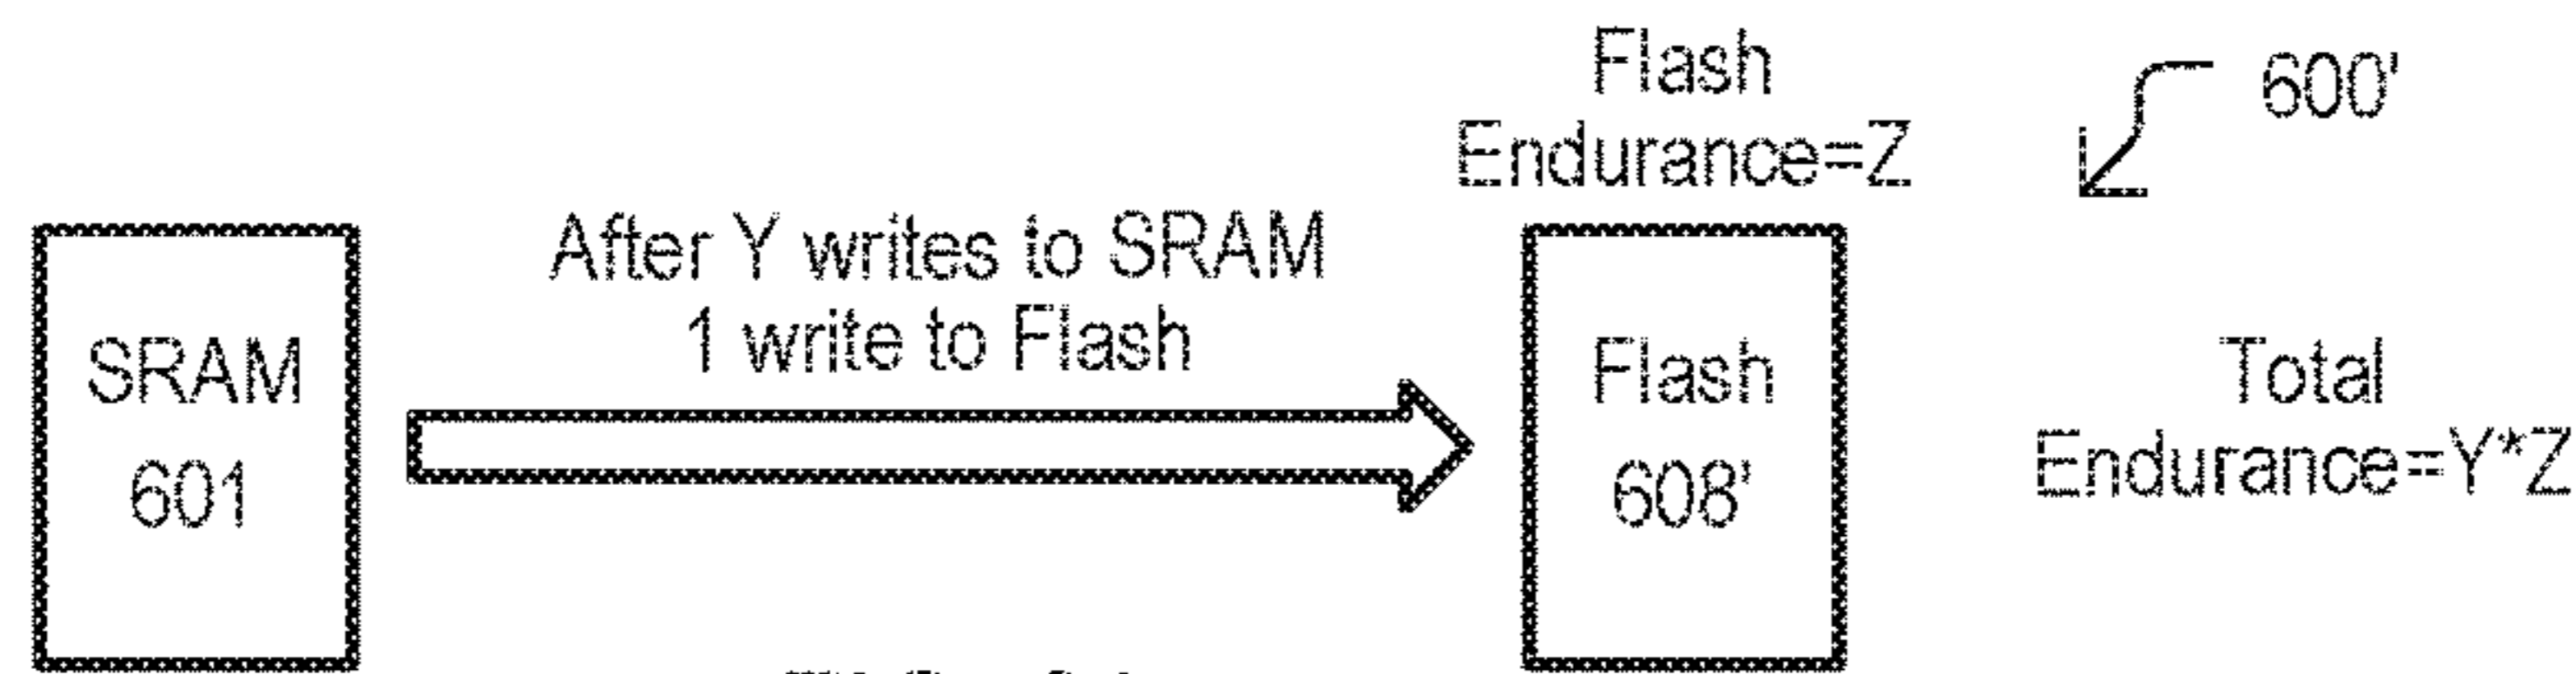 Flash
Endurance=Z
600'
After Y writes to SRAM
1 write to Flash
SRAM
601
Flash
608'
Total
Endurance=Y*Z